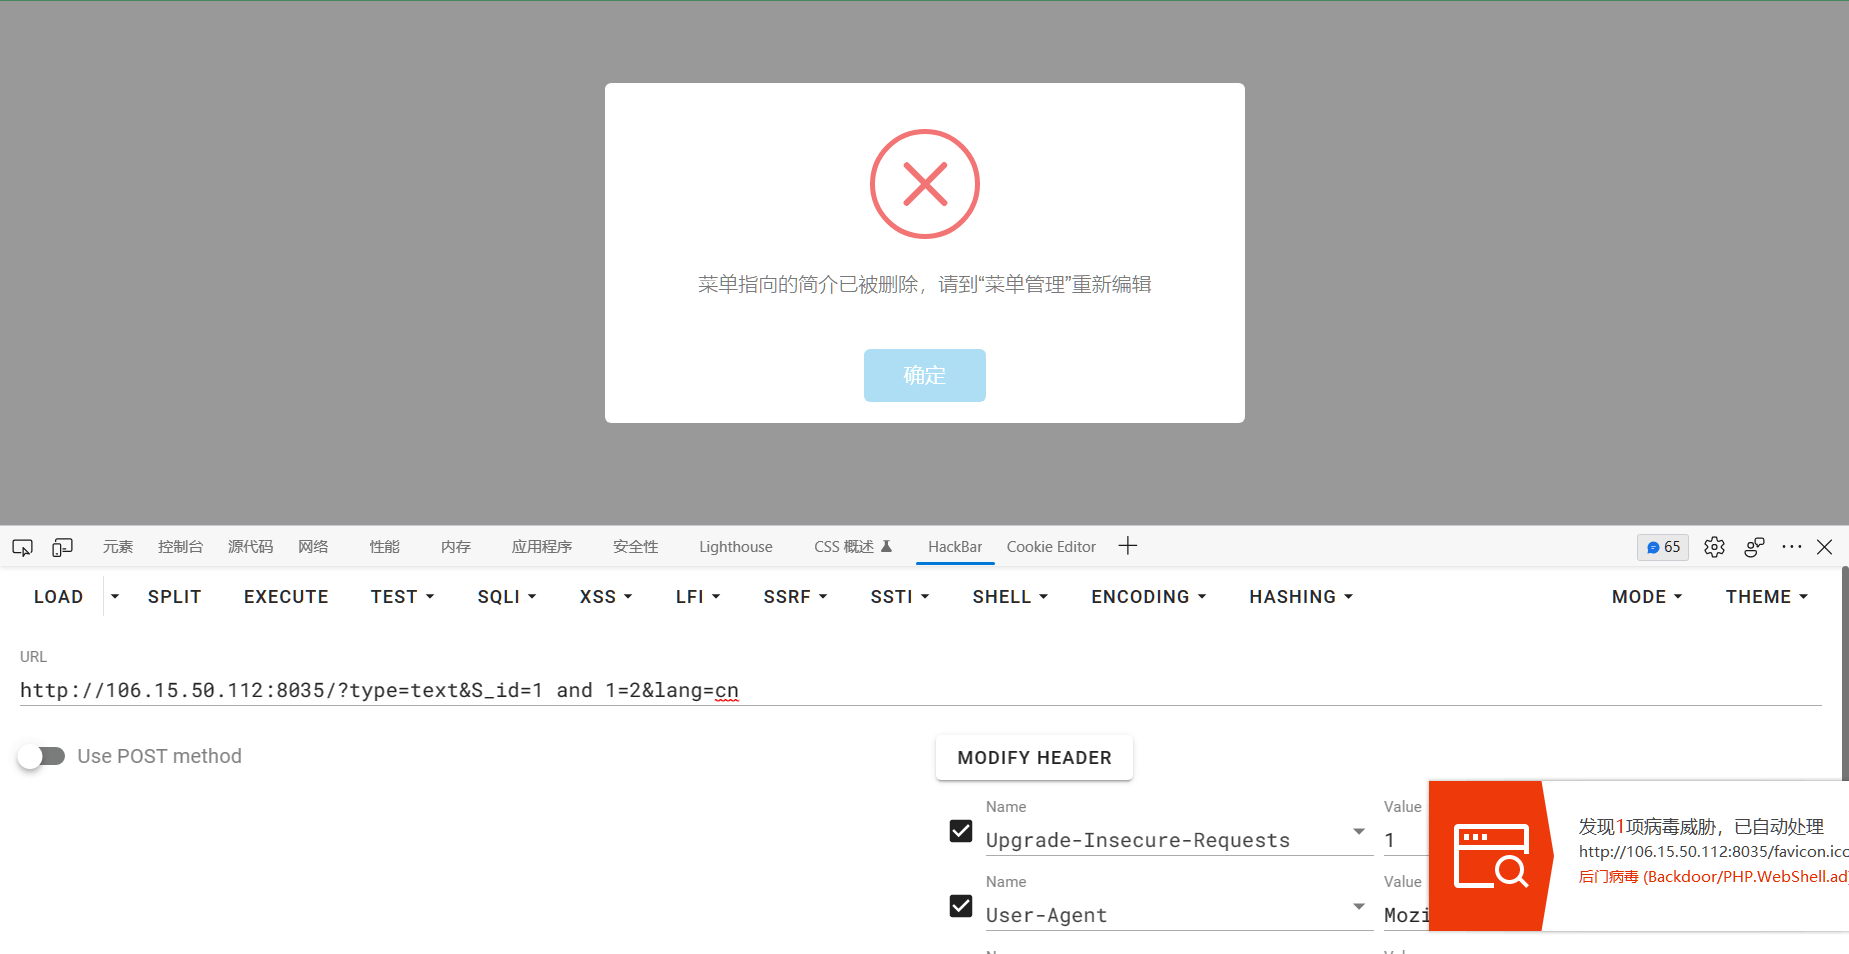 菜单指向的简介已被删除，请到“菜单管理”重新编辑
确定
元素 控制台 源代码 网络 性能 内存 应用程序 安全性 Lighthouse CSS 概述 HackBar Cookie Editor 65
LOAD SPLIT EXECUTE TEST SQLI XSS LFI SSRF SSTI SHELL ENCODING HASHING MODE THEME
URL
http://106.15.50.112:8035/?type=text&S_id=1 and 1=2&lang=cn
Use POST method
MODIFY HEADER
Name Value
Upgrade-Insecure-Requests 1
Name Value
User-Agent Mozi
发现1项病毒威胁，已自动处理
http://106.15.50.112:8035/favicon.ico
后门病毒 (Backdoor/PHP.WebShell.ad